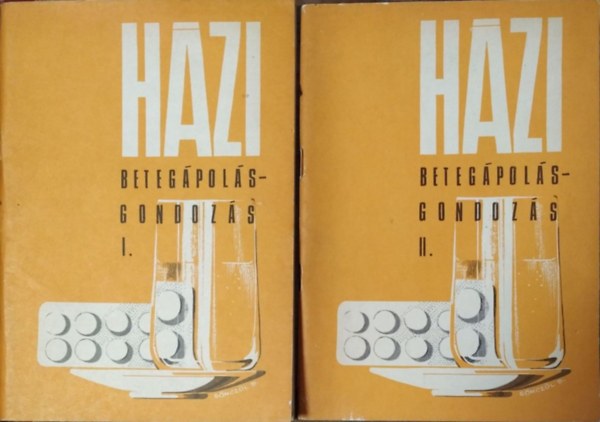 HÁZI
BETEGÁPOLÁS-
GONDOZÁS
I.
HÁZI
BETEGÁPOLÁS-
GONDOZÁS
II.